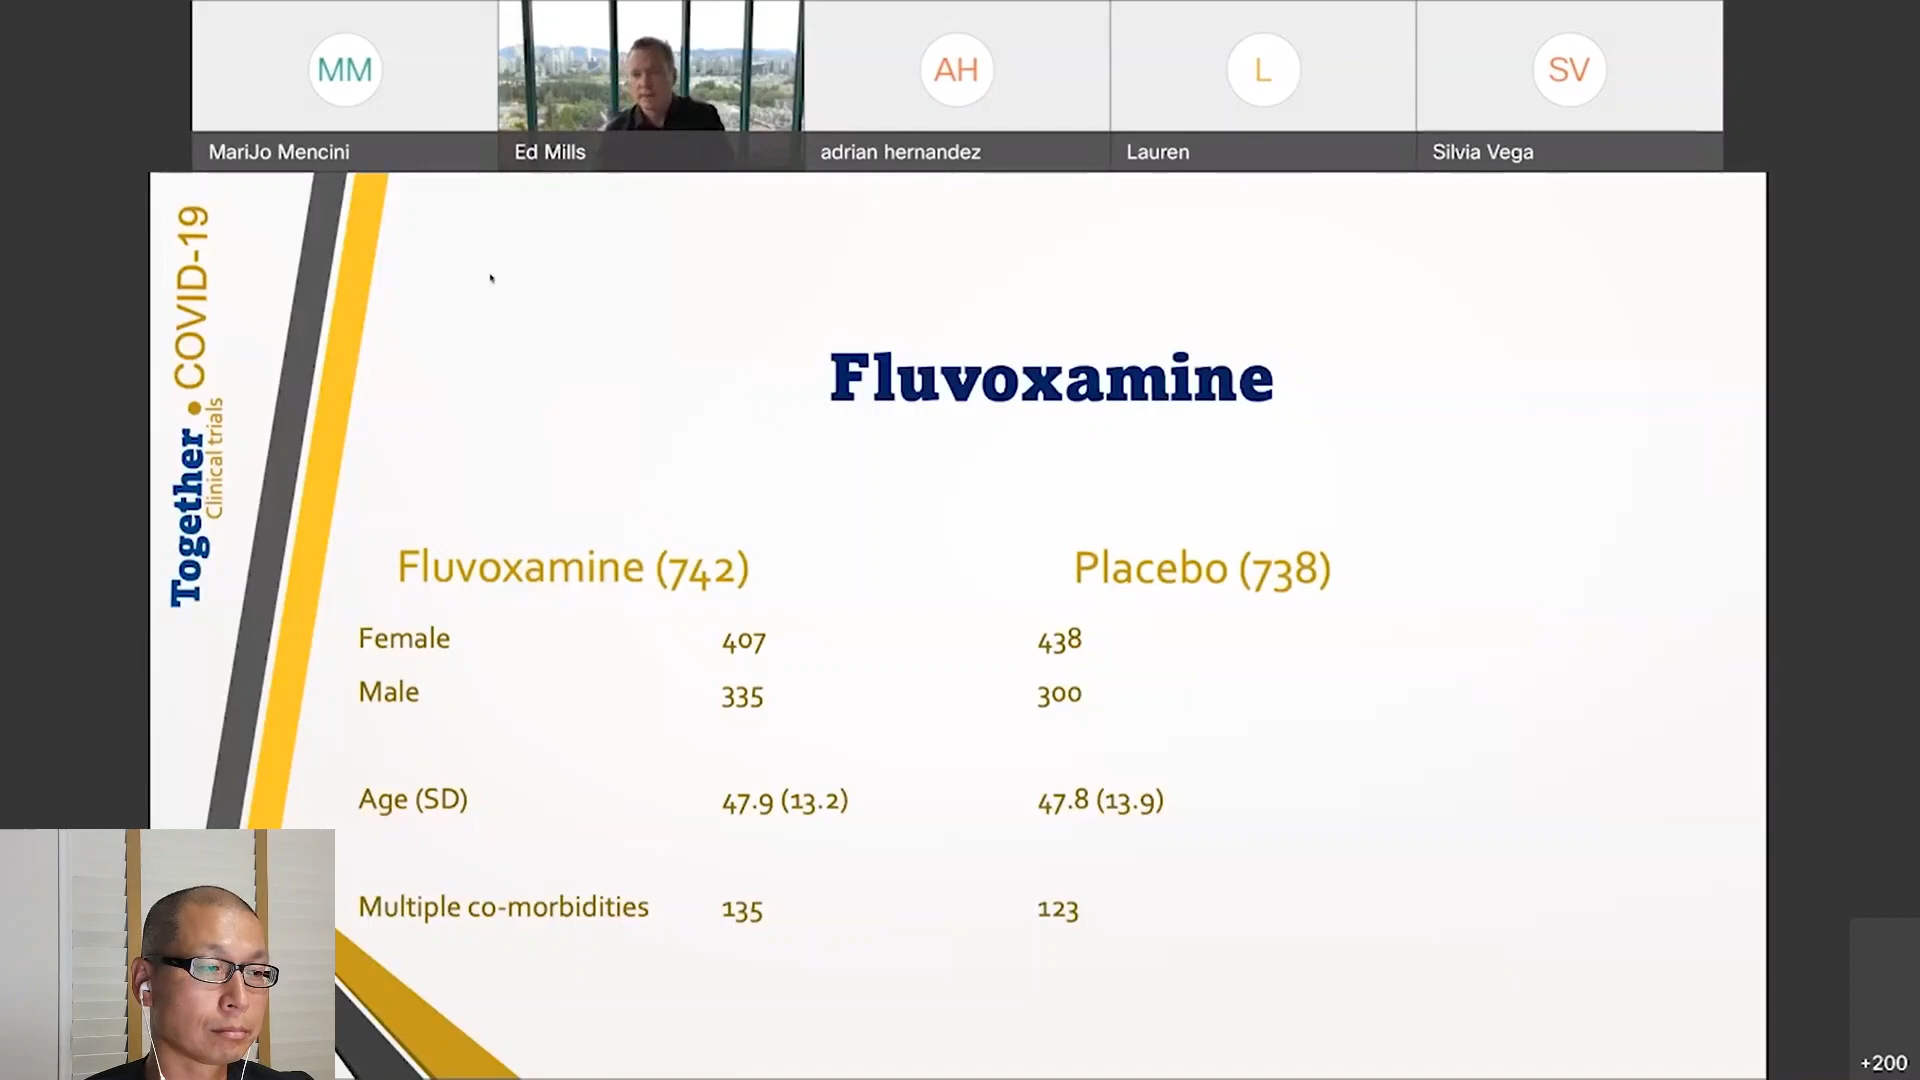 MM
AH
L
SV
MariJo Mencini
Ed Mills
adrian hernandez
Lauren
Silvia Vega
Together
Clinical trials
COVID-19
Fluvoxamine
Fluvoxamine (742) Placebo (738)
Female 407 438
Male 335 300
Age (SD) 47.9 (13.2) 47.8 (13.9)
Multiple co-morbidities 135 123
+200